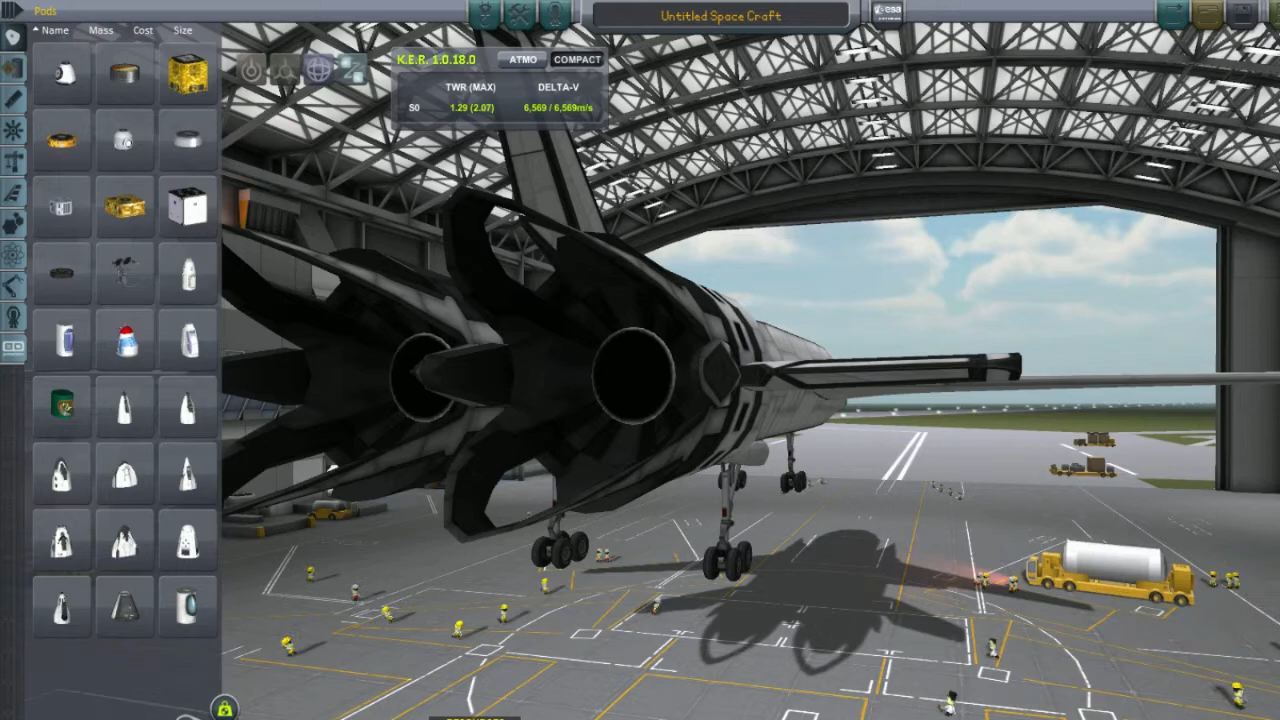 Pods
Untitled Space Craft
esa
Name Mass Cost Size
K.E.R. 1.0.18.0 ATMO COMPACT
TWR (MAX) DELTA-V
S0 1.29 (2.07) 6,569 / 6,569m/s